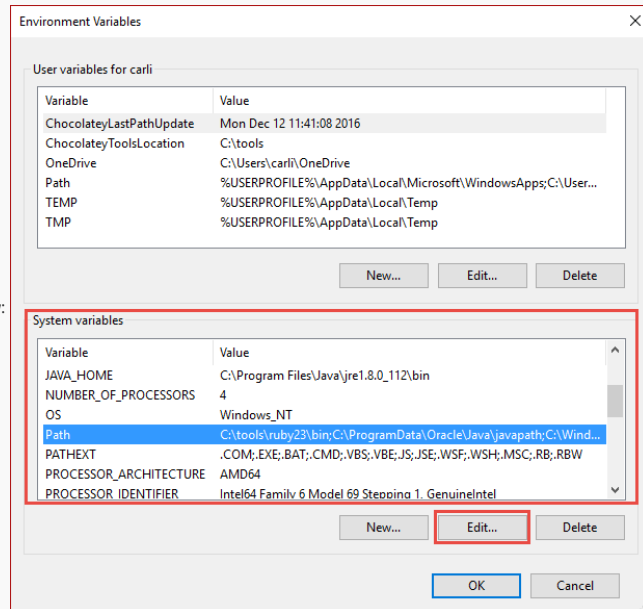 Environment Variables
User variables for carli
Variable Value
ChocolateyLastPathUpdate Mon Dec 12 11:41:08 2016
ChocolateyToolsLocation C:\tools
OneDrive C:\Users\carli\OneDrive
Path %USERPROFILE%\AppData\Local\Microsoft\WindowsApps;C:\User...
TEMP %USERPROFILE%\AppData\Local\Temp
TMP %USERPROFILE%\AppData\Local\Temp
New... Edit... Delete
System variables
Variable Value
JAVA_HOME C:\Program Files\Java\jre1.8.0_112\bin
NUMBER_OF_PROCESSORS 4
OS Windows_NT
Path C:\tools\ruby23\bin;C:\ProgramData\Oracle\Java\javapath;C:\Wind...
PATHEXT .COM;.EXE;.BAT;.CMD;.VBS;.VBE;.JS;.JSE;.WSF;.WSH;.MSC;.RB;.RBW
PROCESSOR_ARCHITECTURE AMD64
PROCESSOR_IDENTIFIER Intel64 Family 6 Model 69 Stepping 1, GenuineIntel
New... Edit... Delete
OK Cancel